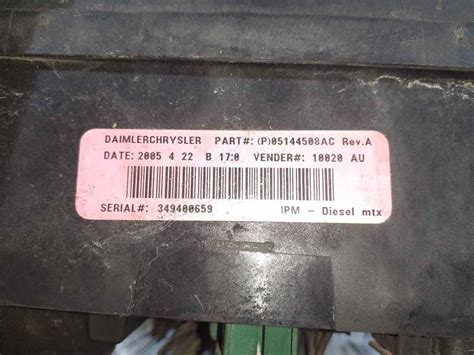 DAIMLERCHRYSLER PART#: (P)05144508AC Rev.A
DATE: 2005 4 22 B 17:0 VENDER#: 10020 AU
SERIAL#: 349400659 IPM - Diesel mtx